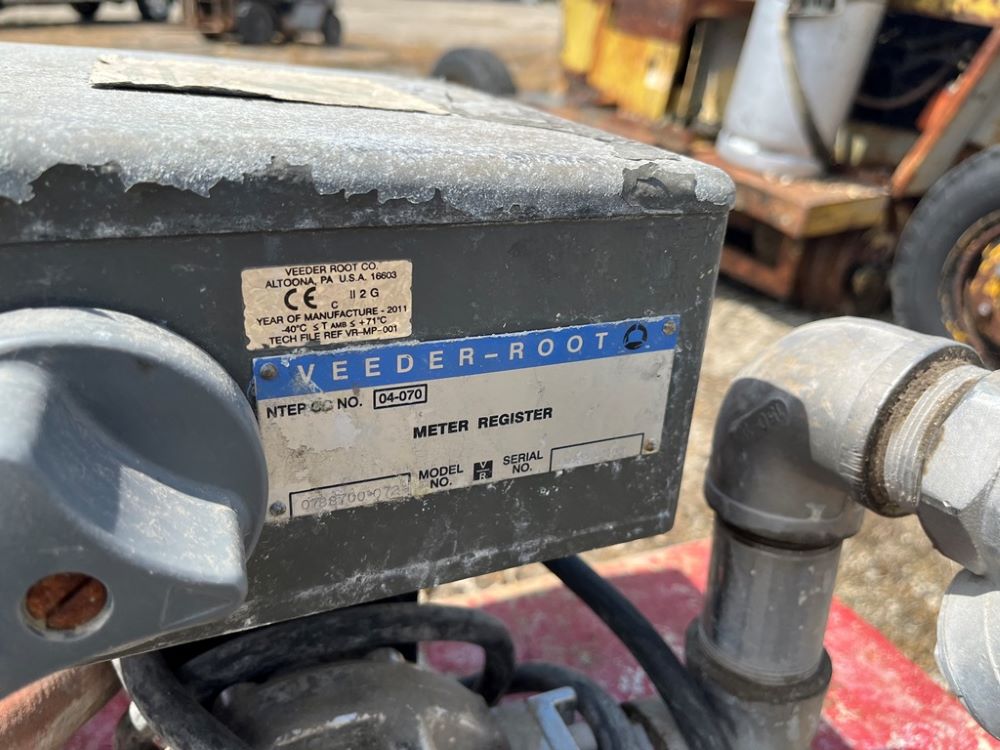 VEEDER ROOT CO.
ALTOONA, PA U.S.A. 16603
CE C II 2 G
YEAR OF MANUFACTURE - 2011
-40°C ≤ T AMB ≤ +71°C
TECH FILE REF VR-MP-001
VEEDER-ROOT
NTEP CC NO. 04-070
METER REGISTER
MODEL NO. V/R SERIAL NO.